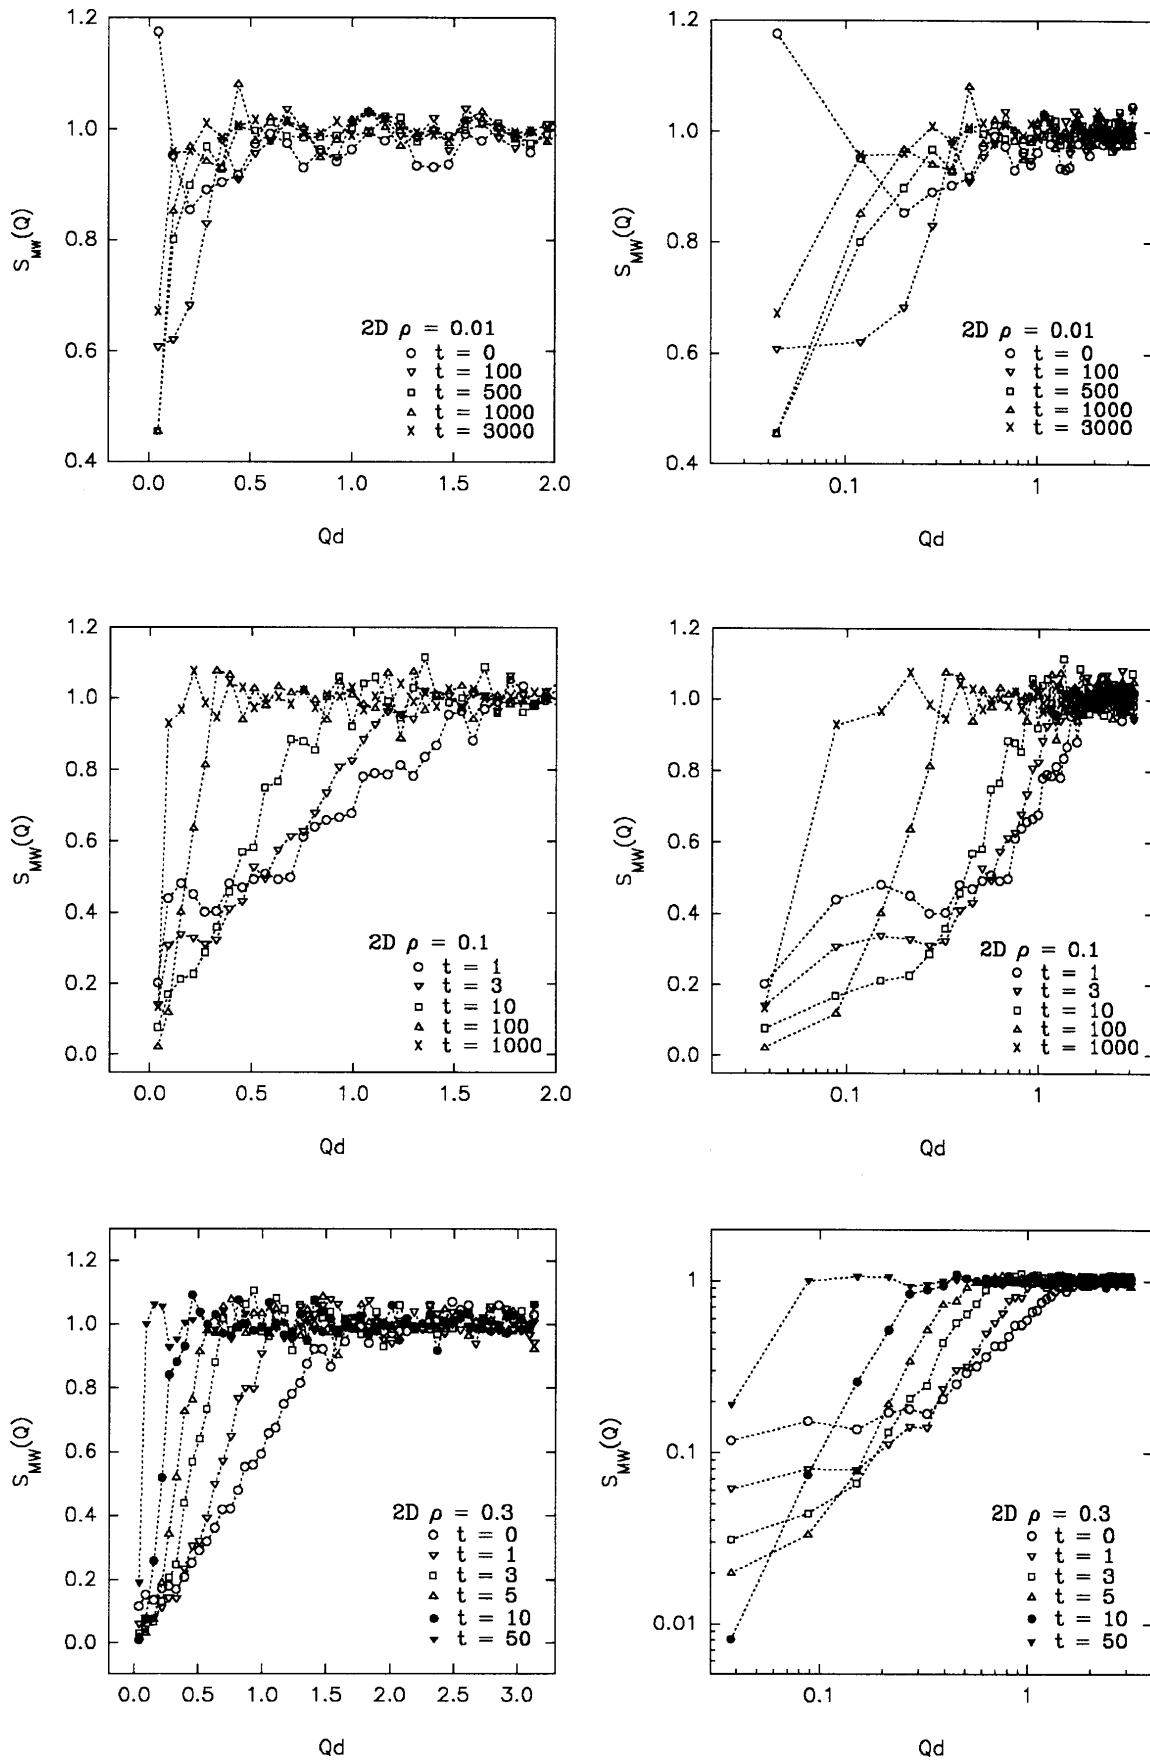 1.2
1.0
0.8
0.6
0.4
S_MW(Q)
2D ρ = 0.01
○ t = 0
▽ t = 100
□ t = 500
△ t = 1000
× t = 3000
0.0 0.5 1.0 1.5 2.0
Qd
1.2
1.0
0.8
0.6
0.4
S_MW(Q)
2D ρ = 0.01
○ t = 0
▽ t = 100
□ t = 500
△ t = 1000
× t = 3000
0.1 1
Qd
1.2
1.0
0.8
0.6
0.4
0.2
0.0
S_MW(Q)
2D ρ = 0.1
○ t = 1
▽ t = 3
□ t = 10
△ t = 100
× t = 1000
0.0 0.5 1.0 1.5 2.0
Qd
1.2
1.0
0.8
0.6
0.4
0.2
0.0
S_MW(Q)
2D ρ = 0.1
○ t = 1
▽ t = 3
□ t = 10
△ t = 100
× t = 1000
0.1 1
Qd
1.2
1.0
0.8
0.6
0.4
0.2
0.0
S_MW(Q)
2D ρ = 0.3
○ t = 0
▽ t = 1
□ t = 3
△ t = 5
● t = 10
▼ t = 50
0.0 0.5 1.0 1.5 2.0 2.5 3.0
Qd
1
0.1
0.01
S_MW(Q)
2D ρ = 0.3
○ t = 0
▽ t = 1
□ t = 3
△ t = 5
● t = 10
▼ t = 50
0.1 1
Qd